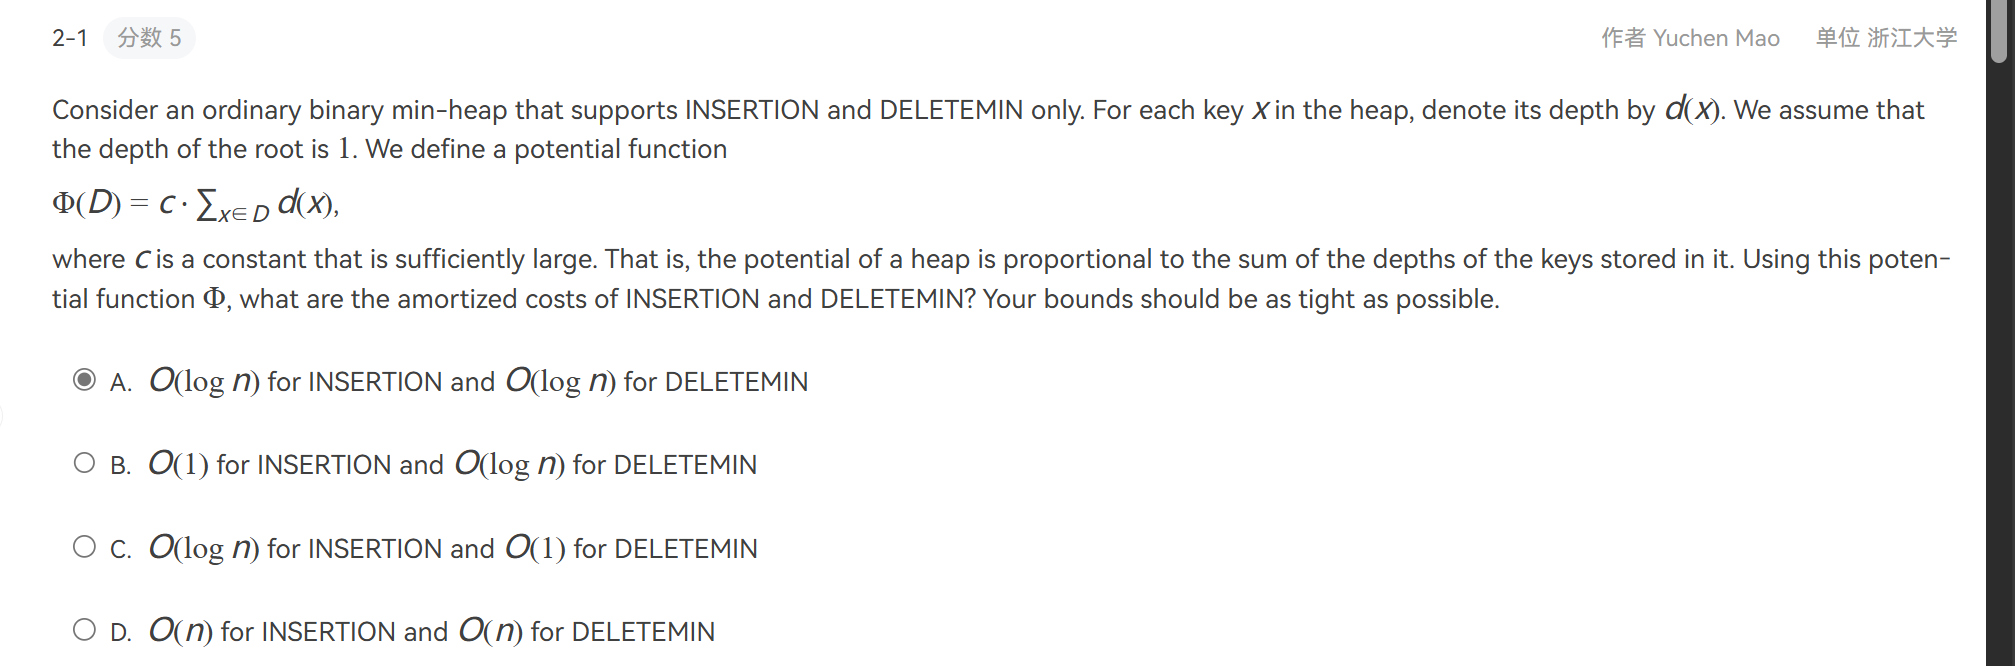 2-1 分数 5 作者 Yuchen Mao 单位 浙江大学
Consider an ordinary binary min-heap that supports INSERTION and DELETEMIN only. For each key x in the heap, denote its depth by d(x). We assume that
the depth of the root is 1. We define a potential function
Φ(D) = c · ∑_{x∈D} d(x),
where c is a constant that is sufficiently large. That is, the potential of a heap is proportional to the sum of the depths of the keys stored in it. Using this poten-
tial function Φ, what are the amortized costs of INSERTION and DELETEMIN? Your bounds should be as tight as possible.
A. O(log n) for INSERTION and O(log n) for DELETEMIN
B. O(1) for INSERTION and O(log n) for DELETEMIN
C. O(log n) for INSERTION and O(1) for DELETEMIN
D. O(n) for INSERTION and O(n) for DELETEMIN